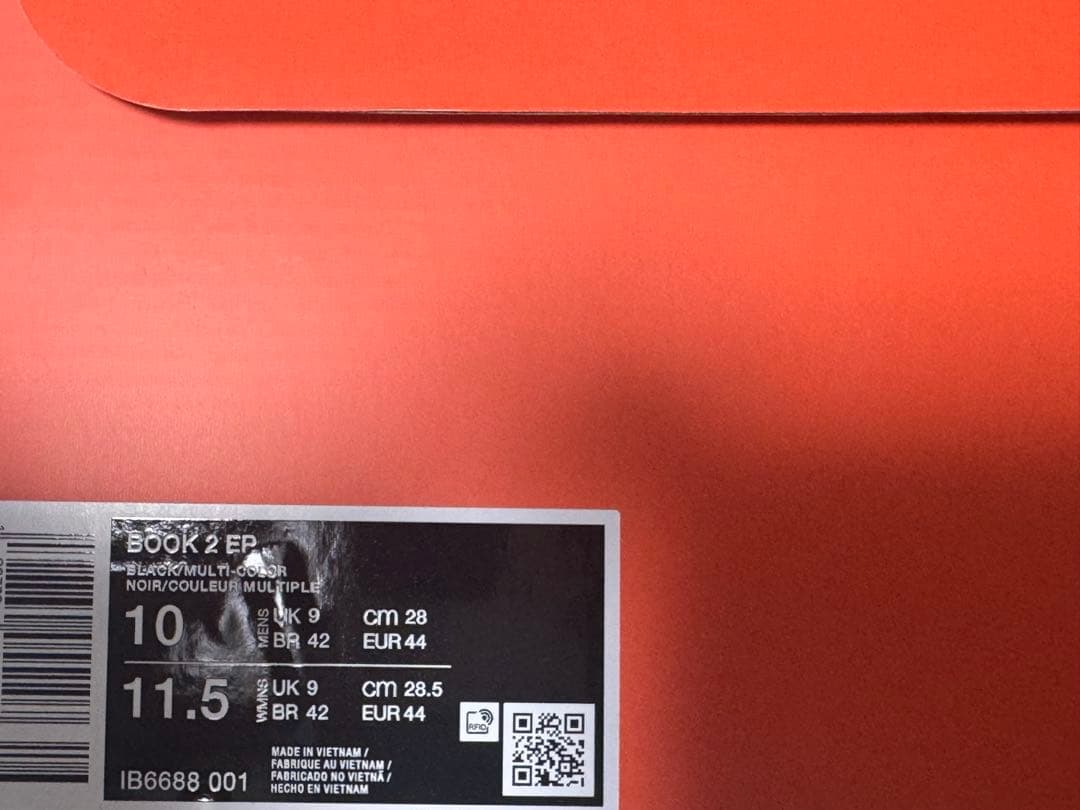 BOOK 2 EP
BLACK/MULTI-COLOR
NOIR/COULEUR MULTIPLE
10 MENS UK 9 cm 28
BR 42 EUR 44
11.5 WMNS UK 9 cm 28.5
BR 42 EUR 44
RFID
MADE IN VIETNAM /
FABRIQUE AU VIETNAM /
FABRICADO NO VIETNÃ /
HECHO EN VIETNAM
IB6688 001